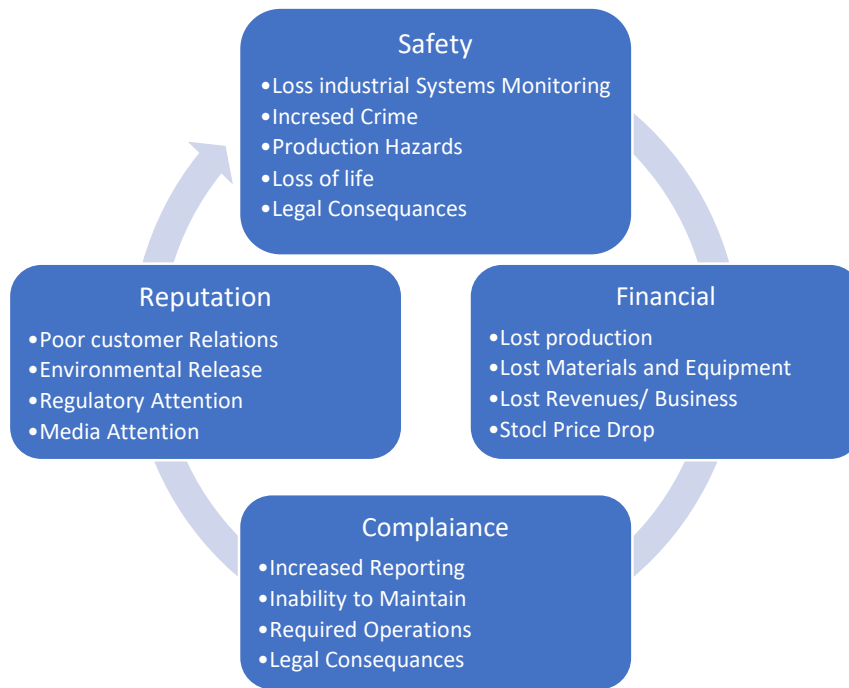 Safety
•Loss industrial Systems Monitoring
•Incresed Crime
•Production Hazards
•Loss of life
•Legal Consequances
Financial
•Lost production
•Lost Materials and Equipment
•Lost Revenues/ Business
•Stocl Price Drop
Complaiance
•Increased Reporting
•Inability to Maintain
•Required Operations
•Legal Consequances
Reputation
•Poor customer Relations
•Environmental Release
•Regulatory Attention
•Media Attention